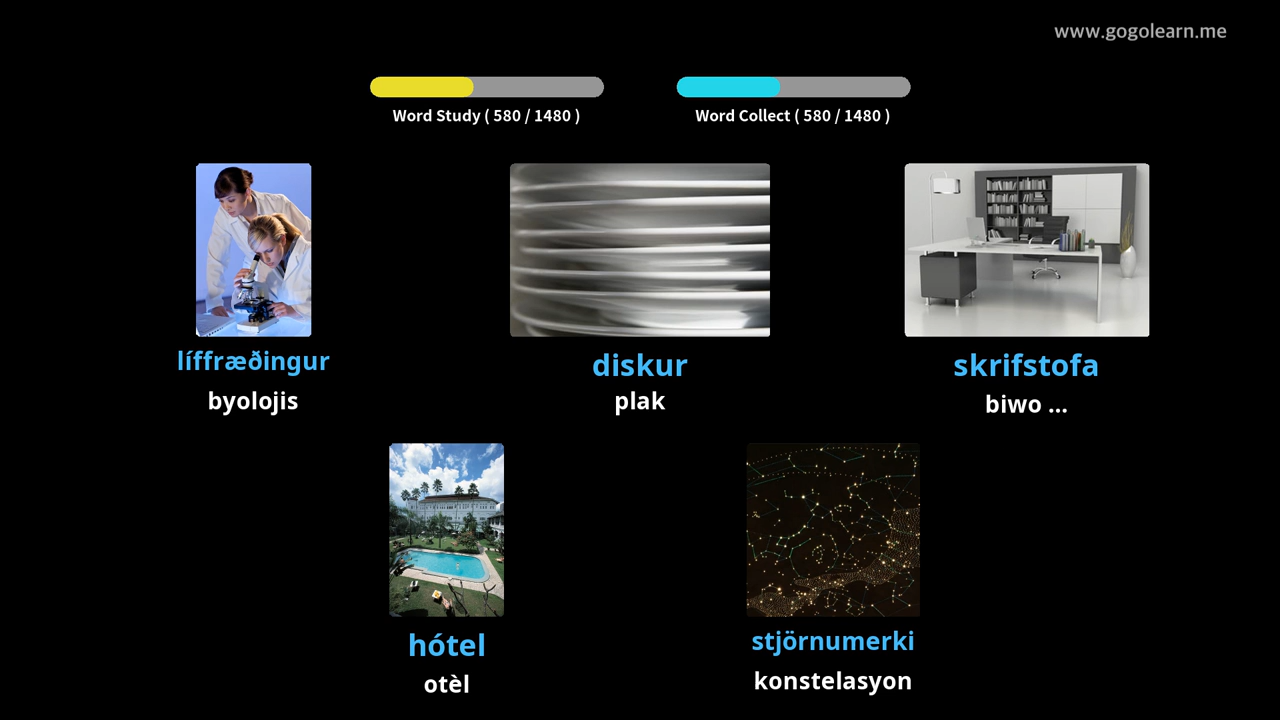 www.gogolearn.me
Word Study ( 580 / 1480 )
Word Collect ( 580 / 1480 )
líffræðingur
byolojis
diskur
plak
skrifstofa
biwo ...
hótel
otèl
stjörnumerki
konstelasyon